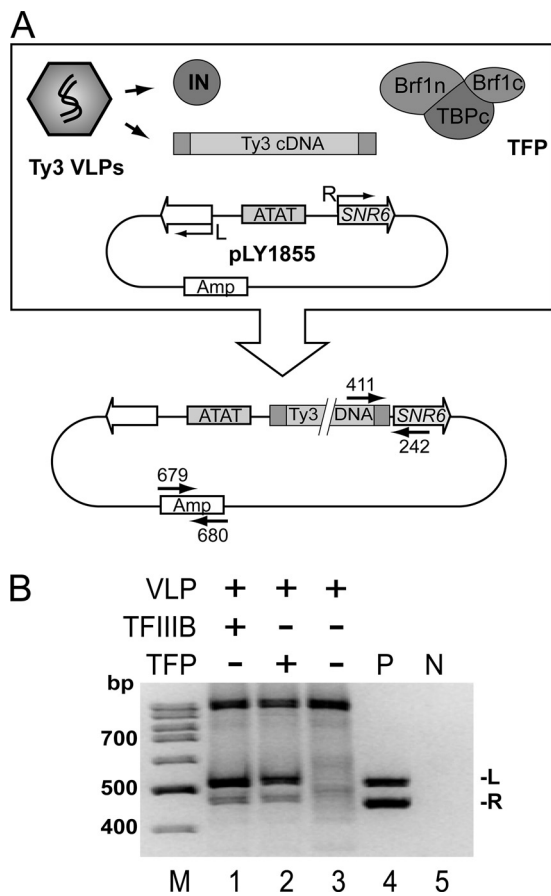 A
IN
Ty3 cDNA
Ty3 VLPs
Brf1n
Brf1c
TBPc
TFP
ATAT
R
SNR6
L
pLY1855
Amp
411
ATAT
Ty3
DNA
SNR6
242
679
Amp
680
B
VLP + + +
TFIIIB + - -
TFP - + - P N
bp
700
500
400
-L
-R
M 1 2 3 4 5